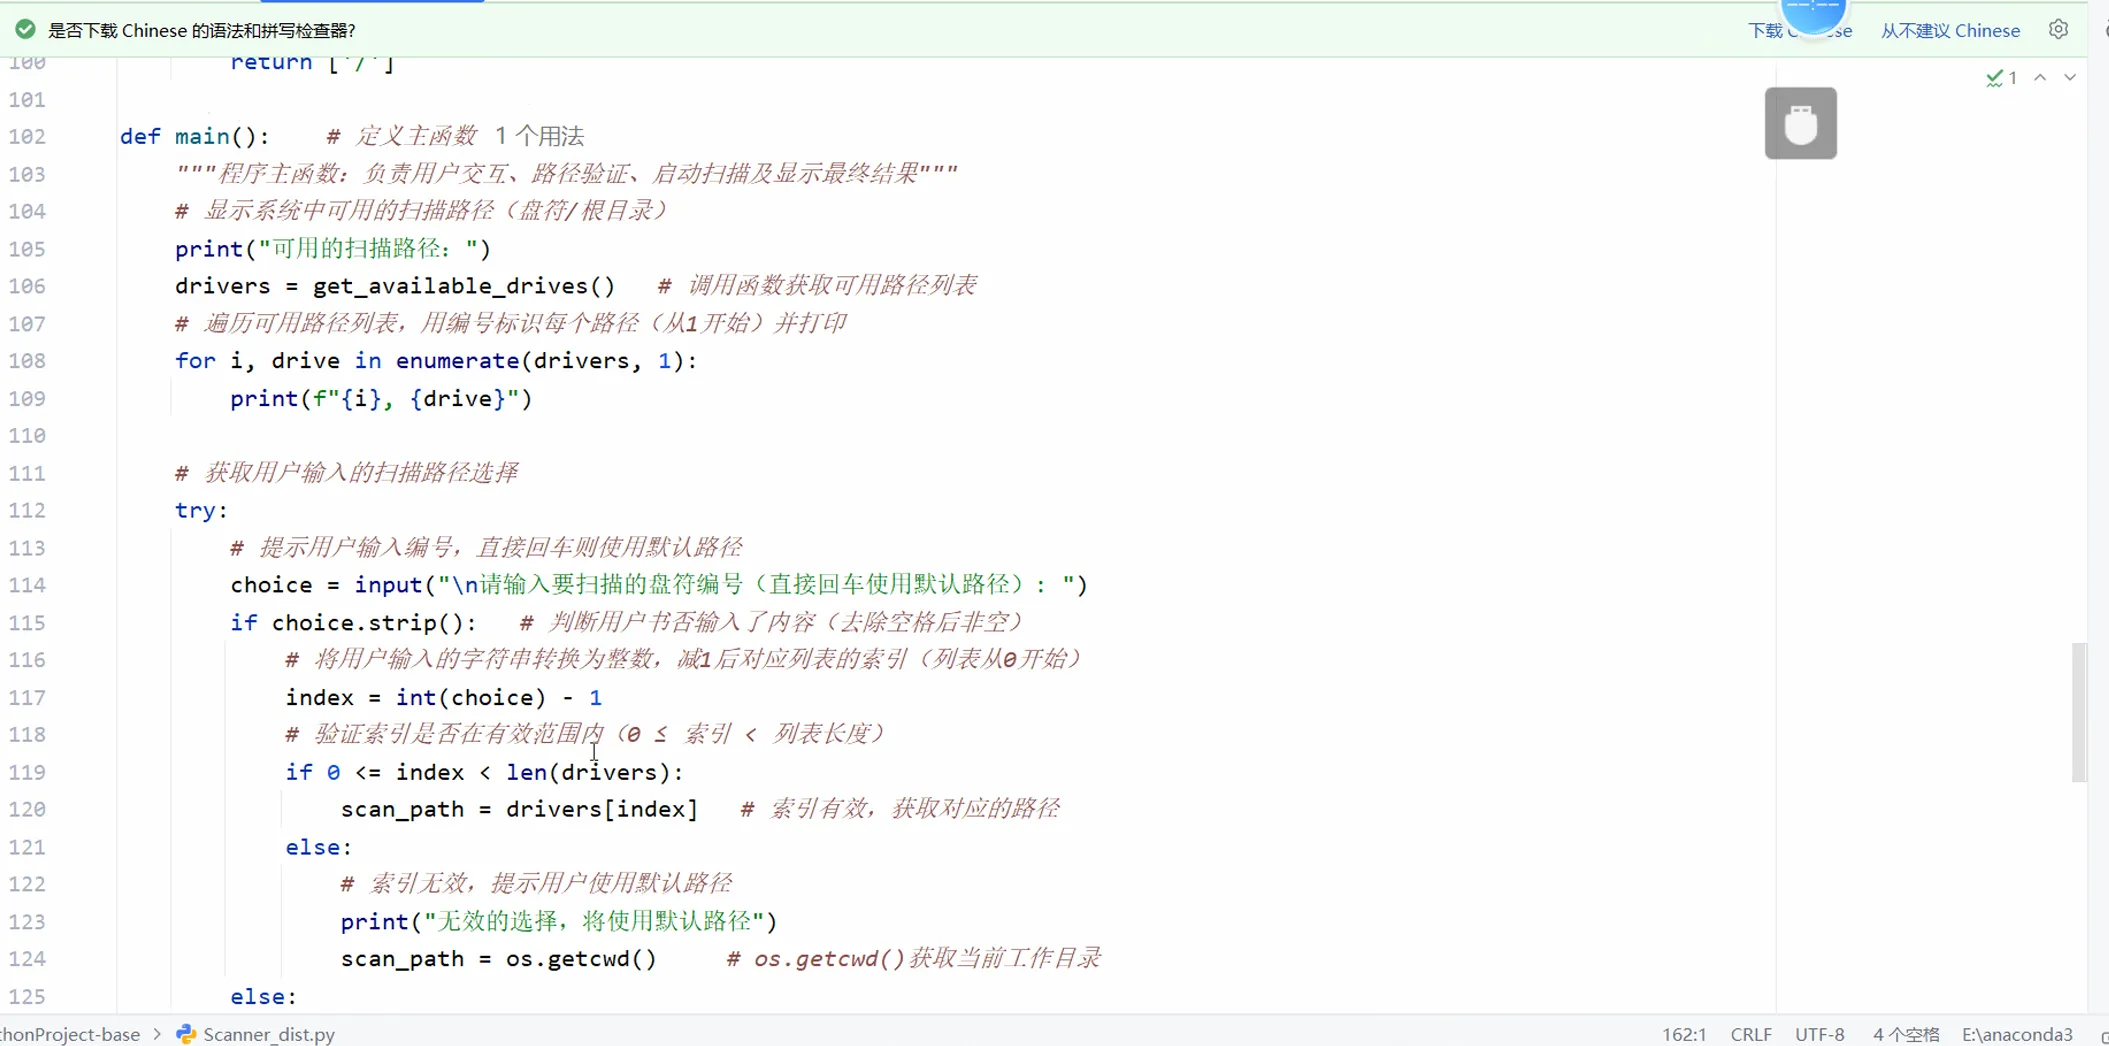 是否下载 Chinese 的语法和拼写检查器?
下载 Chinese 从不建议 Chinese
100 return ['/']
1
101
102 def main(): # 定义主函数 1 个用法
103 """程序主函数：负责用户交互、路径验证、启动扫描及显示最终结果"""
104 # 显示系统中可用的扫描路径（盘符/根目录）
105 print("可用的扫描路径：")
106 drivers = get_available_drives() # 调用函数获取可用路径列表
107 # 遍历可用路径列表，用编号标识每个路径（从1开始）并打印
108 for i, drive in enumerate(drivers, 1):
109 print(f"{i}, {drive}")
110
111 # 获取用户输入的扫描路径选择
112 try:
113 # 提示用户输入编号，直接回车则使用默认路径
114 choice = input("\n请输入要扫描的盘符编号（直接回车使用默认路径）: ")
115 if choice.strip(): # 判断用户书否输入了内容（去除空格后非空）
116 # 将用户输入的字符串转换为整数，减1后对应列表的索引（列表从0开始）
117 index = int(choice) - 1
118 # 验证索引是否在有效范围内（0 ≤ 索引 < 列表长度）
119 if 0 <= index < len(drivers):
120 scan_path = drivers[index] # 索引有效，获取对应的路径
121 else:
122 # 索引无效，提示用户使用默认路径
123 print("无效的选择，将使用默认路径")
124 scan_path = os.getcwd() # os.getcwd()获取当前工作目录
125 else:
thonProject-base > Scanner_dist.py 162:1 CRLF UTF-8 4 个空格 E:\anaconda3